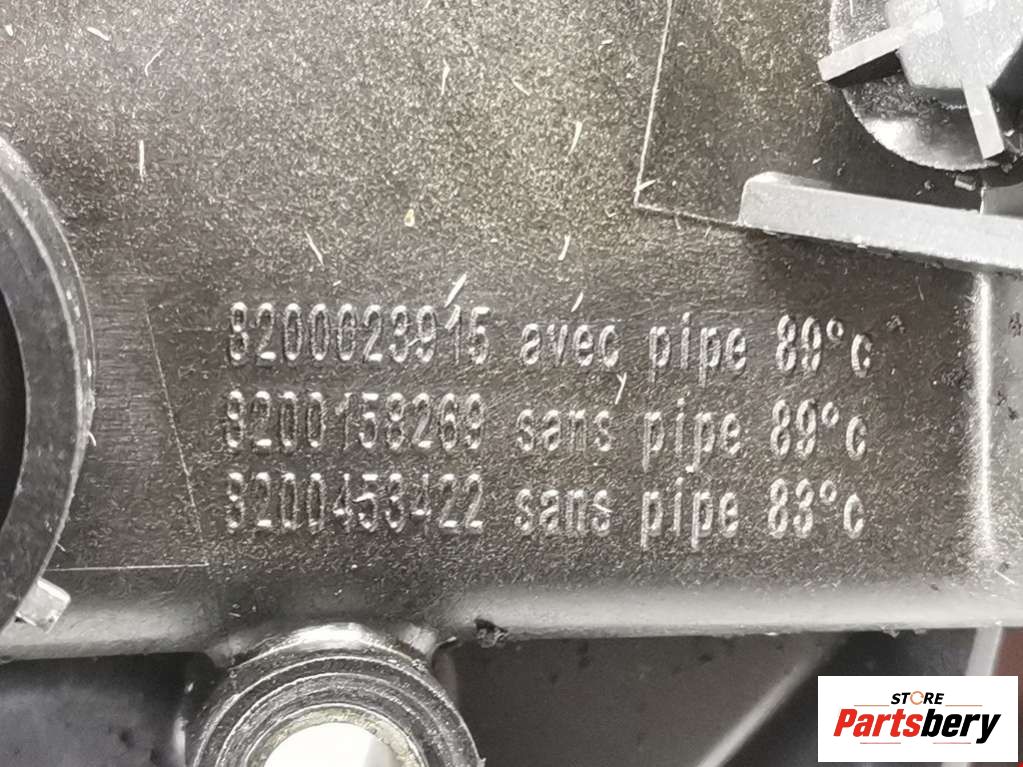 8200023915 avec pipe 89°c
8200158269 sans pipe 89°c
8200453422 sans pipe 83°c
STORE
Partsbery